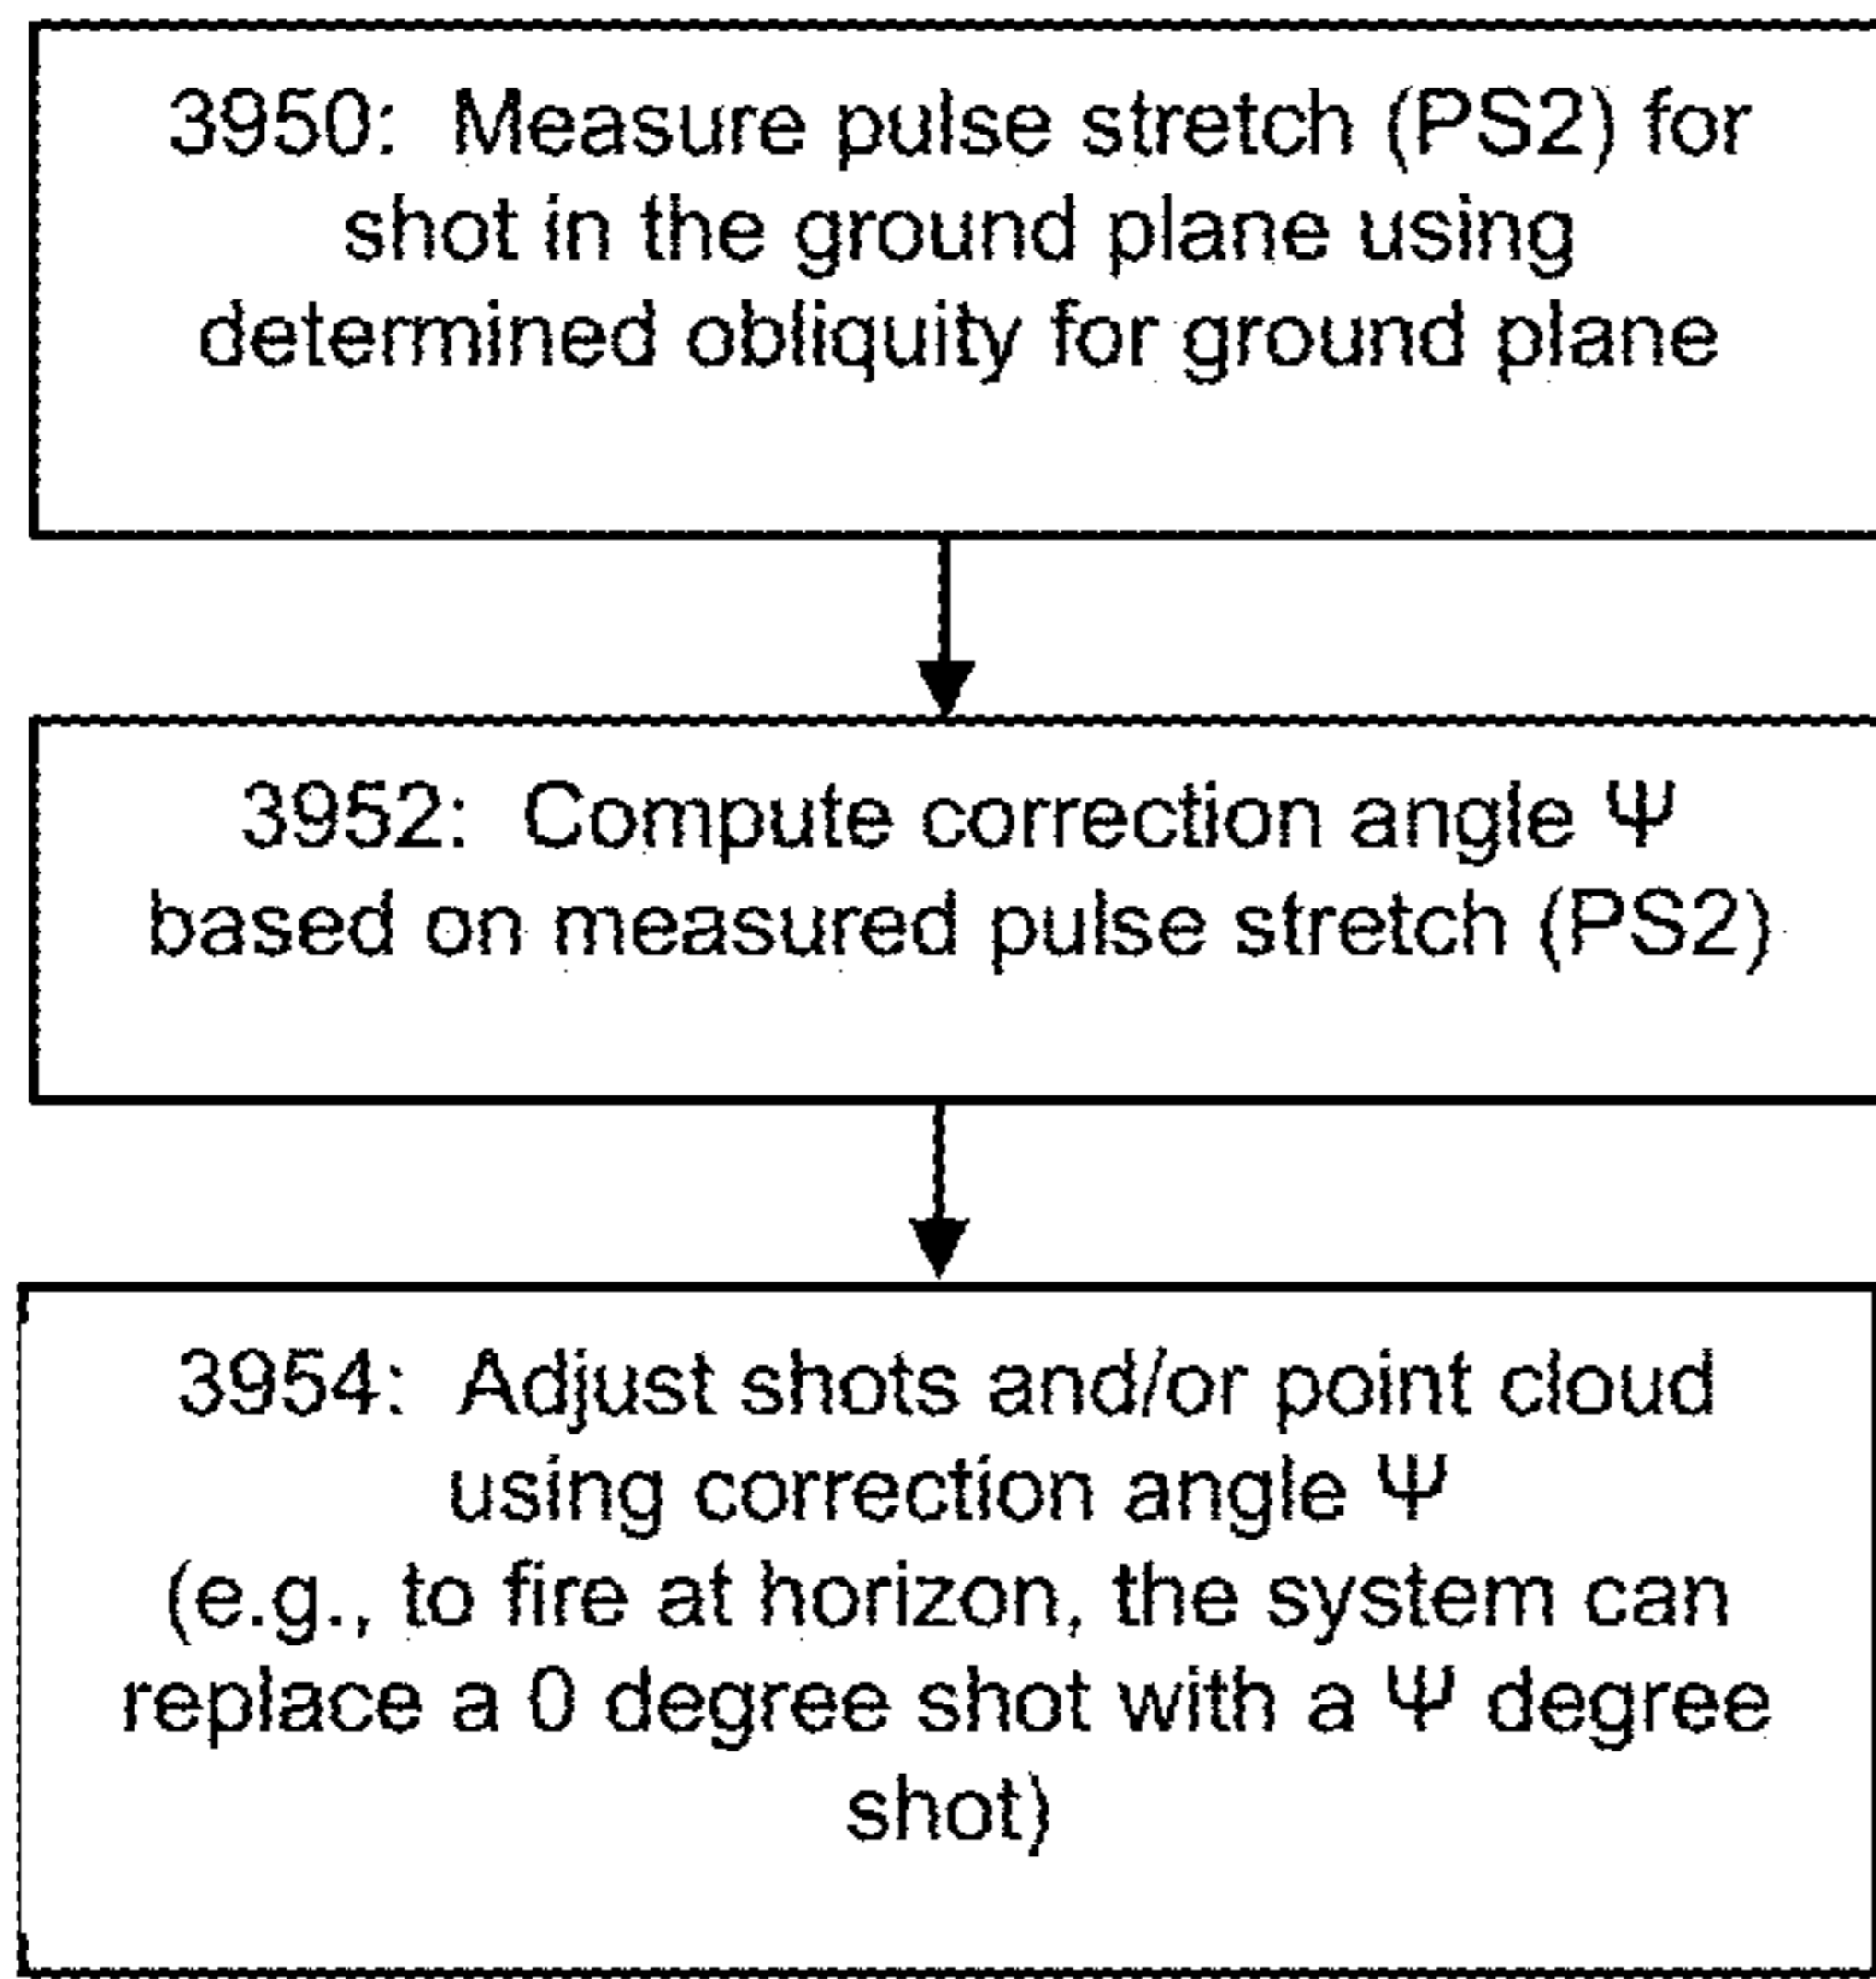 3950: Measure pulse stretch (PS2) for
shot in the ground plane using
determined obliquity for ground plane
3952: Compute correction angle Ψ
based on measured pulse stretch (PS2)
3954: Adjust shots and/or point cloud
using correction angle Ψ
(e.g., to fire at horizon, the system can
replace a 0 degree shot with a Ψ degree
shot)